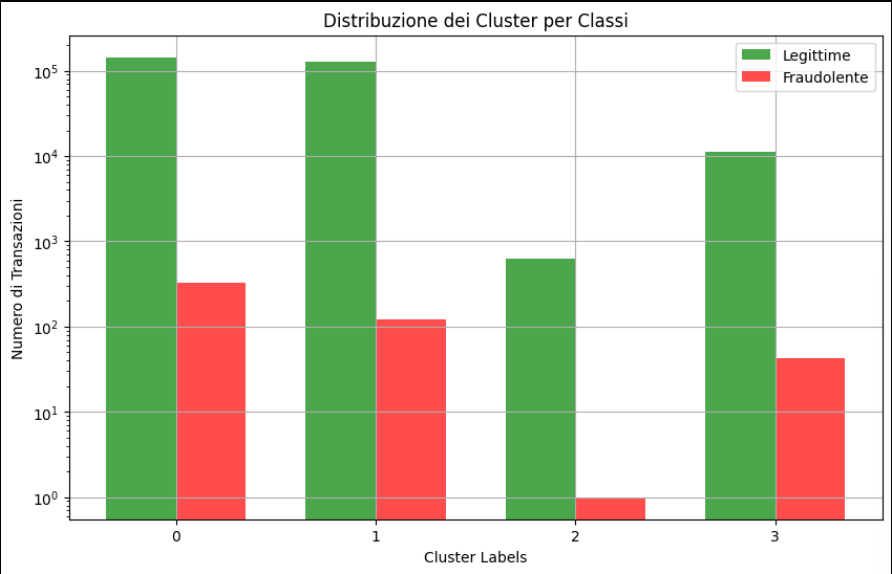 Distribuzione dei Cluster per Classi
Legittime
Fraudolente
Numero di Transazioni
10⁵
10⁴
10³
10²
10¹
10⁰
0 1 2 3
Cluster Labels